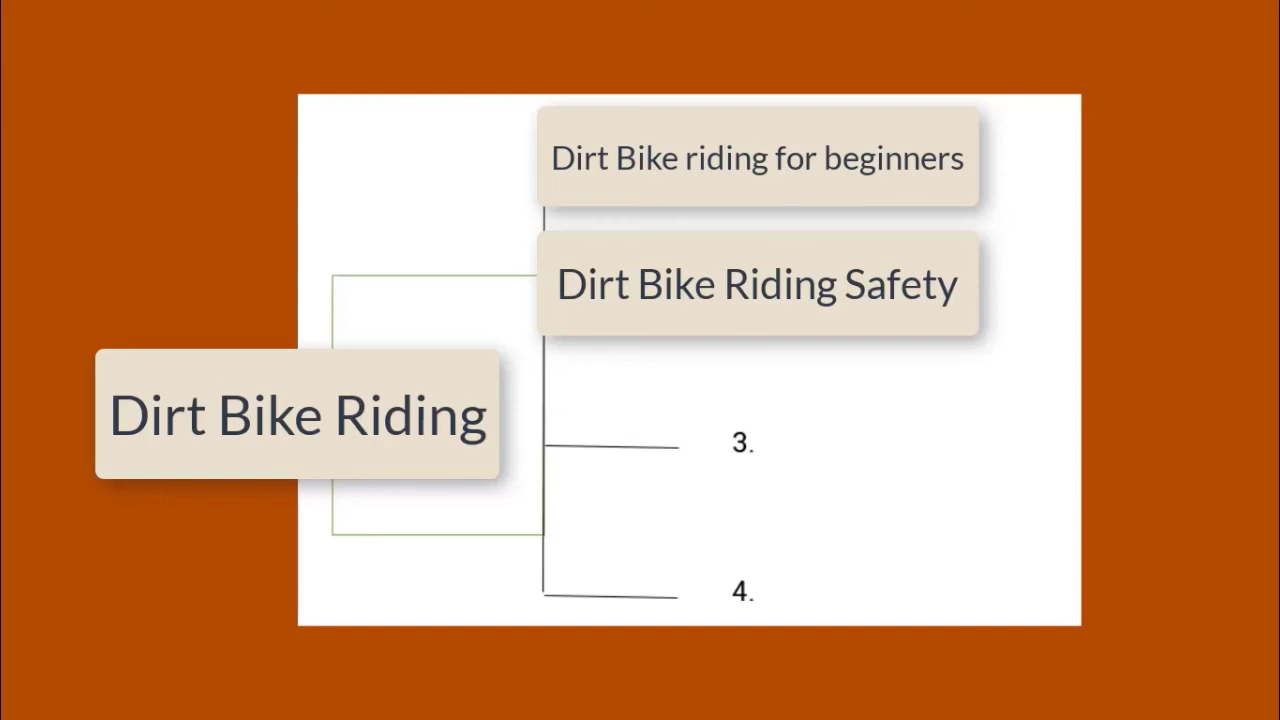 Dirt Bike riding for beginners
Dirt Bike Riding Safety
Dirt Bike Riding
3.
4.